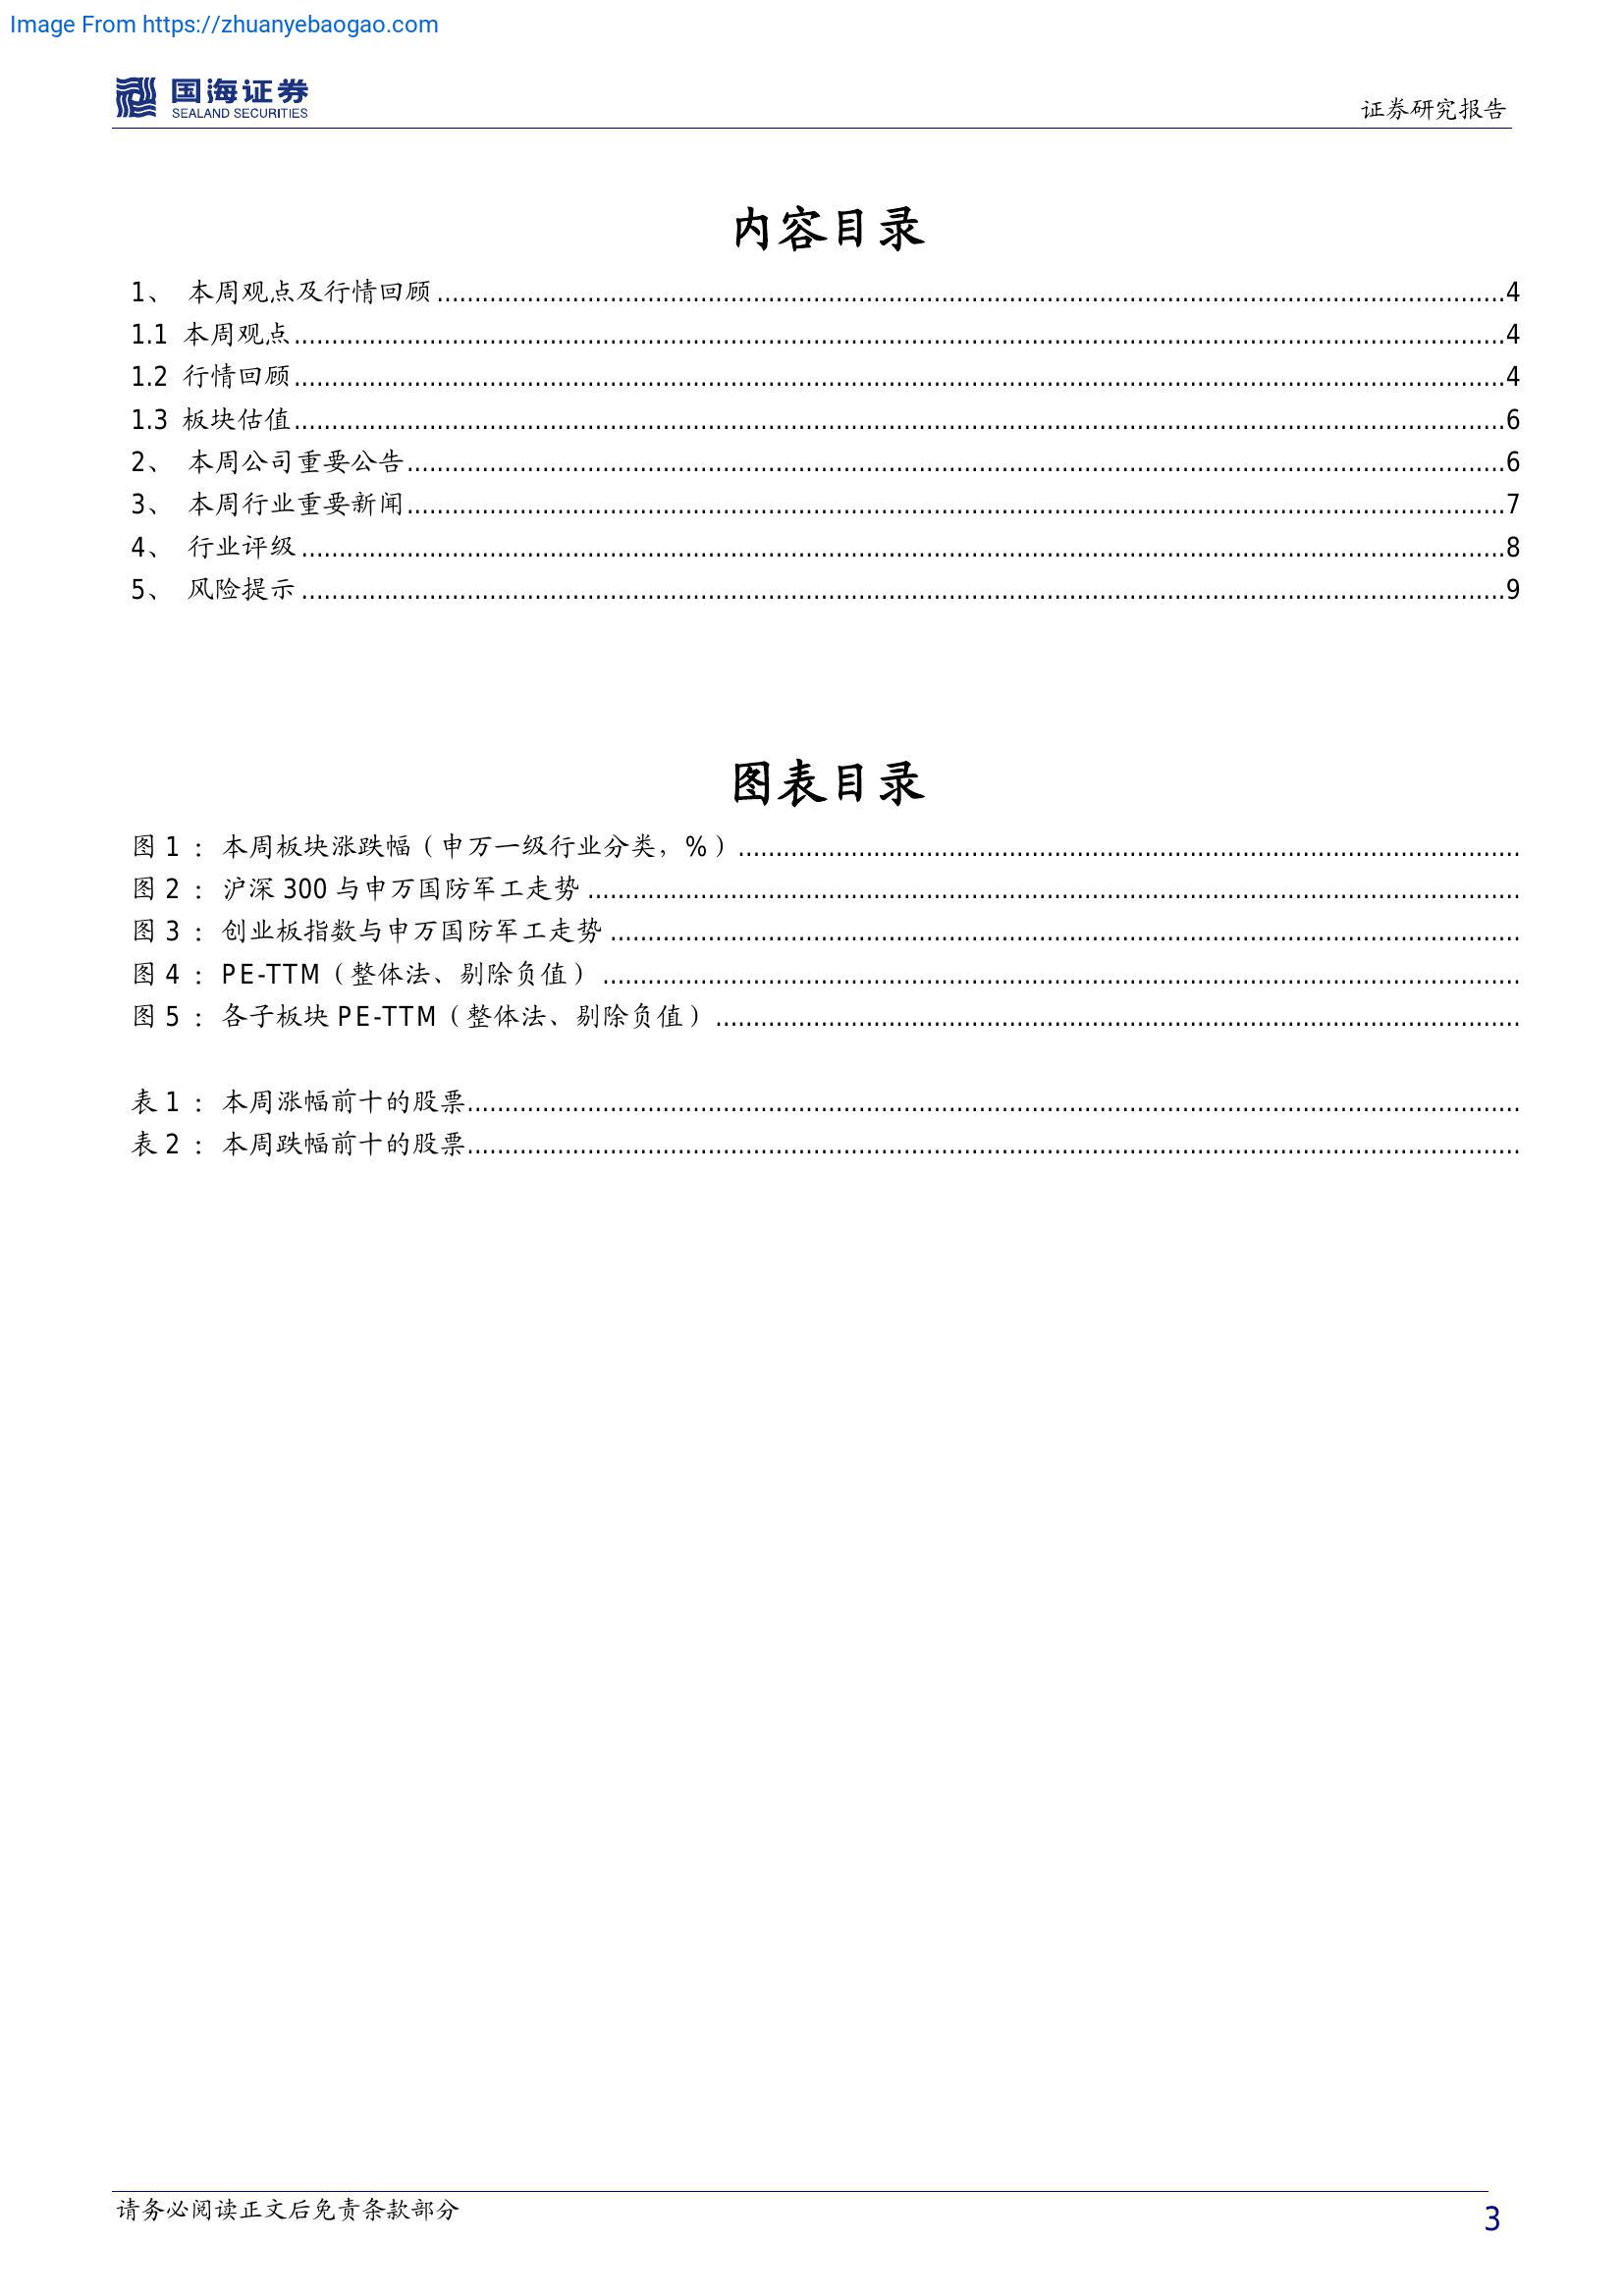 Image From https://zhuanyebaogao.com
国海证券
SEALAND SECURITIES
证券研究报告
内容目录
1、 本周观点及行情回顾........................................4
1.1 本周观点........................................4
1.2 行情回顾........................................4
1.3 板块估值........................................6
2、 本周公司重要公告........................................6
3、 本周行业重要新闻........................................7
4、 行业评级........................................8
5、 风险提示........................................9
图表目录
图 1 ：本周板块涨跌幅（申万一级行业分类，%）........................................
图 2 ：沪深 300 与申万国防军工走势........................................
图 3 ：创业板指数与申万国防军工走势........................................
图 4 ：PE-TTM（整体法、剔除负值）........................................
图 5 ：各子板块 PE-TTM（整体法、剔除负值）........................................
表 1 ：本周涨幅前十的股票........................................
表 2 ：本周跌幅前十的股票........................................
请务必阅读正文后免责条款部分
3